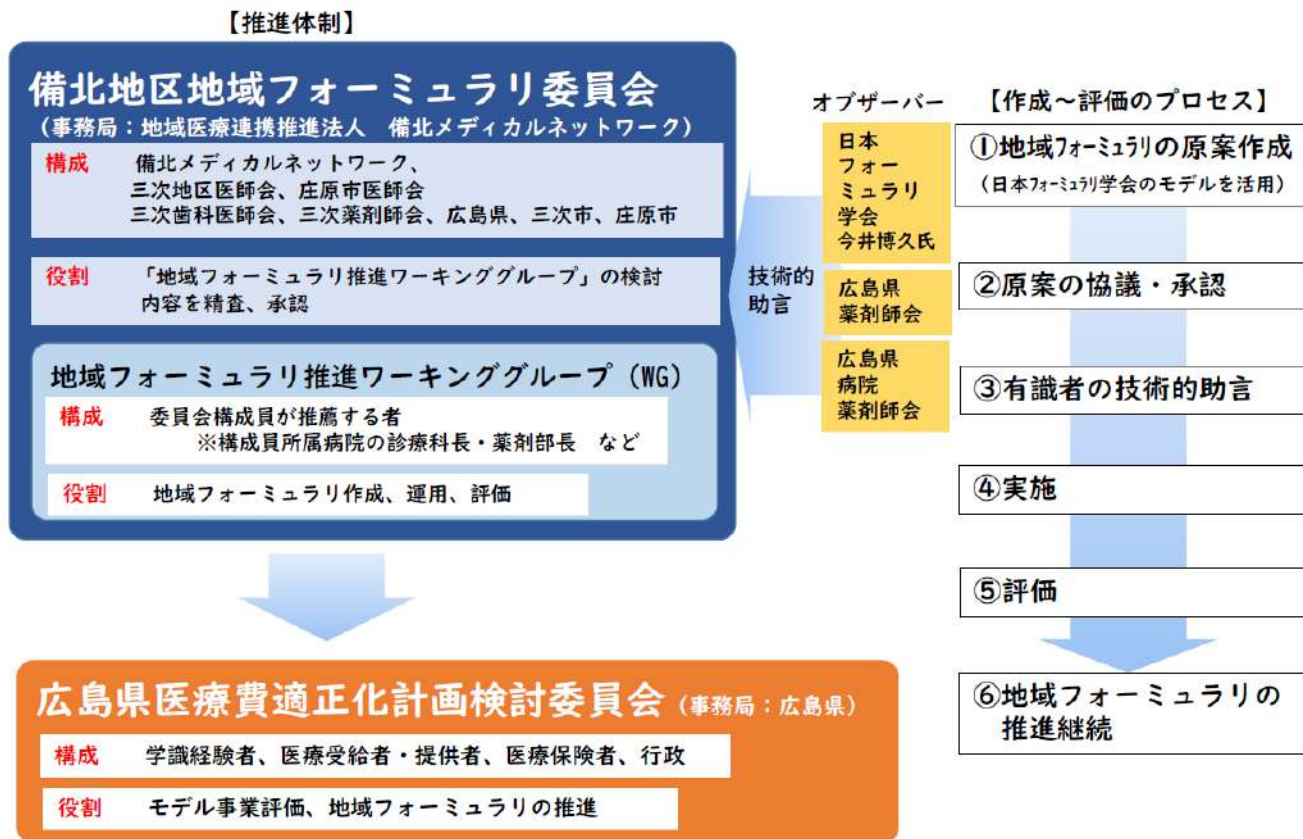 【推進体制】
備北地区地域フォーミュラリ委員会
(事務局：地域医療連携推進法人　備北メディカルネットワーク)
構成　備北メディカルネットワーク、
三次地区医師会、庄原市医師会
三次歯科医師会、三次薬剤師会、広島県、三次市、庄原市
役割　「地域フォーミュラリ推進ワーキンググループ」の検討
内容を精査、承認
地域フォーミュラリ推進ワーキンググループ（WG）
構成　委員会構成員が推薦する者
※構成員所属病院の診療科長・薬剤部長　など
役割　地域フォーミュラリ作成、運用、評価
技術的
助言
オブザーバー
日本
フォー
ミュラリ
学会
今井博久氏
広島県
薬剤師会
広島県
病院
薬剤師会
広島県医療費適正化計画検討委員会（事務局：広島県）
構成　学識経験者、医療受給者・提供者、医療保険者、行政
役割　モデル事業評価、地域フォーミュラリの推進
【作成～評価のプロセス】
①地域フォーミュラリの原案作成
（日本フォーミュラリ学会のモデルを活用）
②原案の協議・承認
③有識者の技術的助言
④実施
⑤評価
⑥地域フォーミュラリの
推進継続